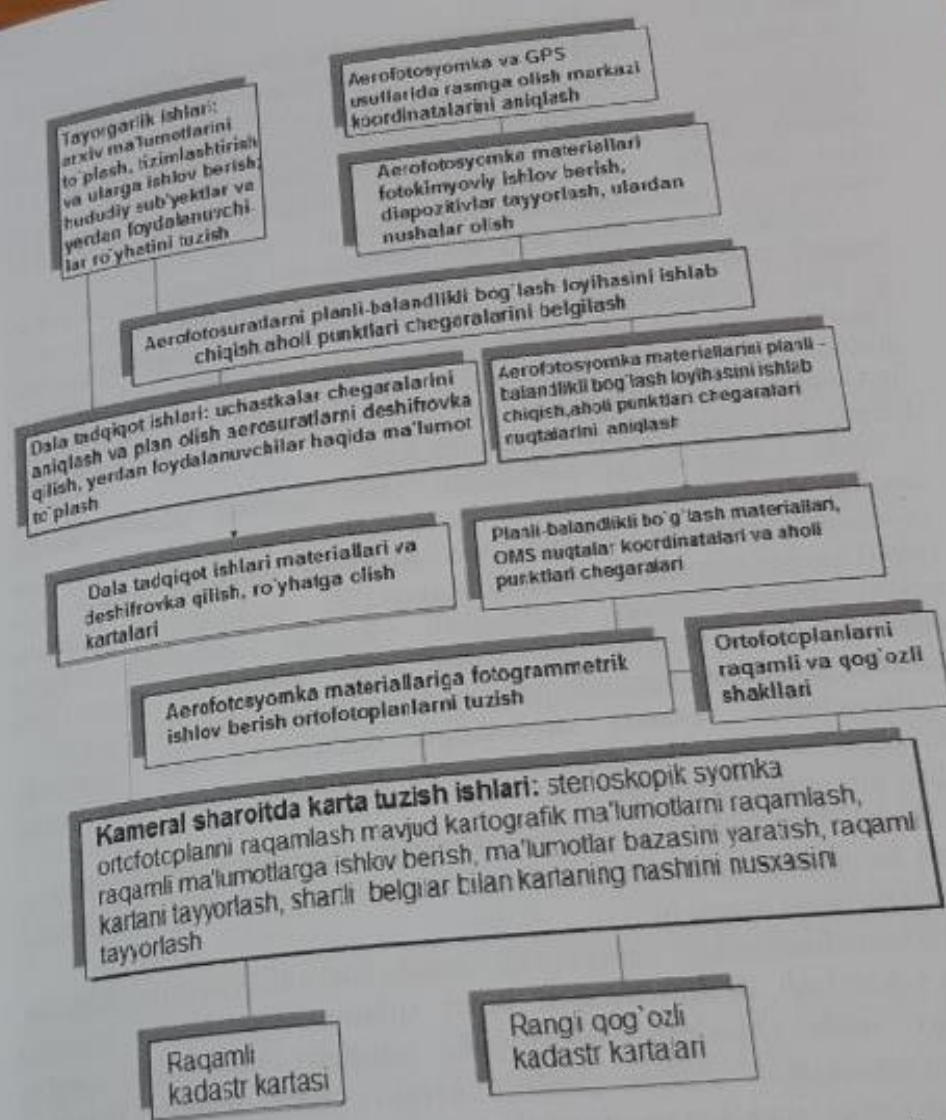 Tayorgarlik ishlari:
arxiv ma'lumotlarini
to`plash, tizimlashtirish
va ularga ishlov berish;
hududiy sub'yektlar va
yerdan foydalanuvchi-
lar ro`yhatini tuzish
Aerofotosyomka va GPS
usullarida rasmga olish markazi
koordinatalarini aniqlash
Aerofotosyomka materiallari
fotokimyoviy ishlov berish,
diapozitivlar tayyorlash, ulardan
nushalar olish
Aerofotosuratlarni planli-balandlikli bog`lash loyihasini ishlab
chiqish,aholi punktlari chegaralarini belgilash
Dala tadqiqot ishlari: uchastkalar chegaralarini
aniqlash va plan olish aerosuratlarni deshifrovka
qilish, yerdan foydalanuvchilar haqida ma'lumot
to`plash
Aerofotosyomka materiallarini planli -
balandlikli bog`lash loyihasini ishlab
chiqish,aholi punktlari chegaralari
nuqtalarini aniqlash
Dala tadqiqot ishlari materiallari va
deshifrovka qilish, ro`yhatga olish
kartalari
Planli-balandlikli bo`g`lash materiallari,
OMS nuqtalar koordinatalari va aholi
punktlari chegaralari
Aerofotosyomka materiallariga fotogrammetrik
ishlov berish ortofotoplanlarni tuzish
Ortofotoplanlarni
raqamli va qog`ozli
shakllari
Kameral sharoitda karta tuzish ishlari: sterioskopik syomka
ortofotoplanni raqamlash mavjud kartografik ma'lumotlarni raqamlash,
raqamli ma'lumotlarga ishlov berish, ma'lumotlar bazasini yaratish, raqamli
kartani tayyorlash, shartli belgilar bilan kartaning nashrini nusxasini
tayyorlash
Raqamli
kadastr kartasi
Rangli qog`ozli
kadastr kartalari